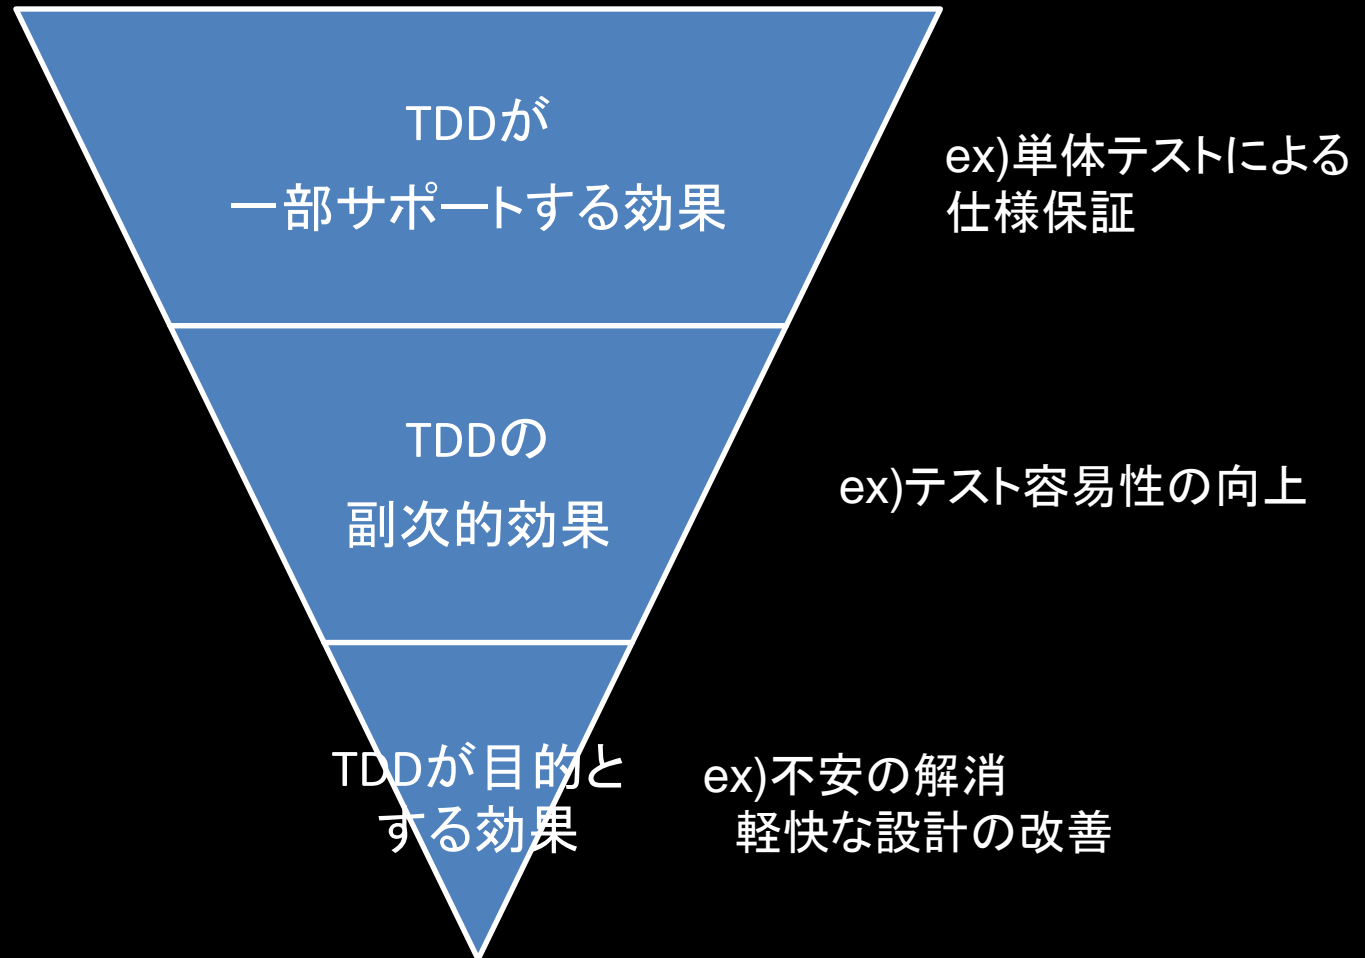 TDDが
一部サポートする効果
ex)単体テストによる
仕様保証
TDDの
副次的効果
ex)テスト容易性の向上
TDDが目的と
する効果
ex)不安の解消
軽快な設計の改善